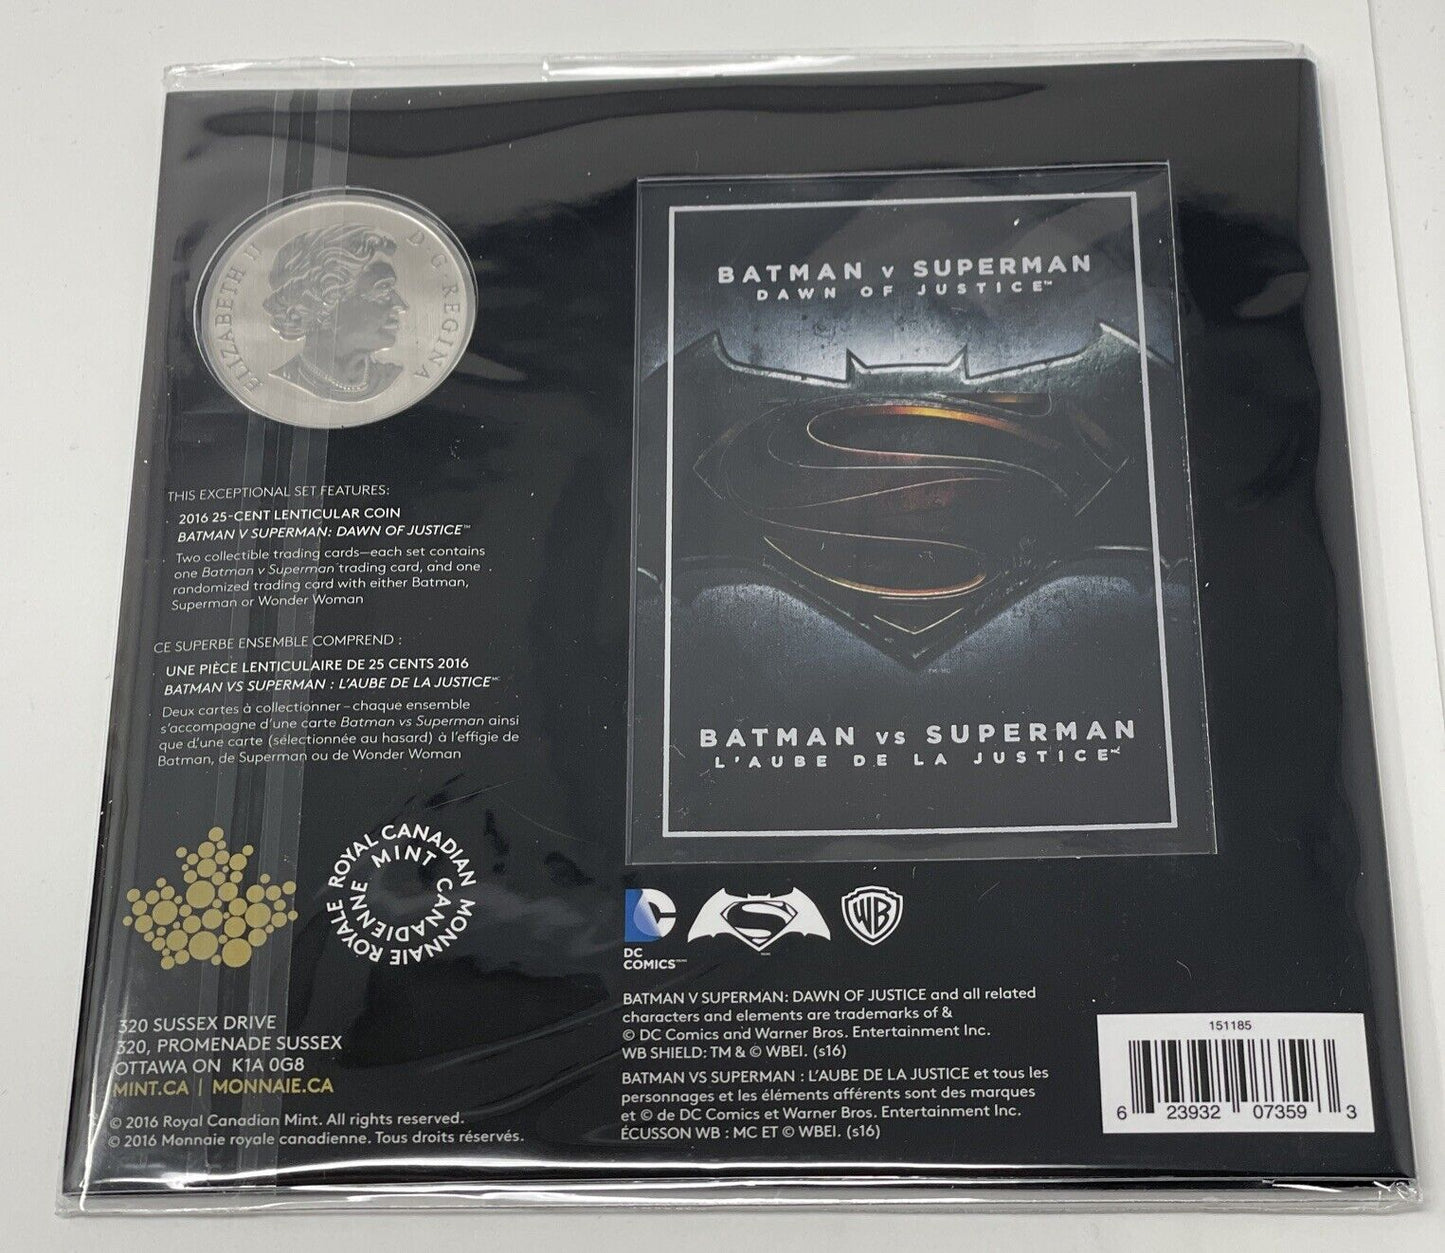 ELIZABETH II D·G·REGINA
THIS EXCEPTIONAL SET FEATURES:
2016 25-CENT LENTICULAR COIN
BATMAN V SUPERMAN: DAWN OF JUSTICE™
Two collectible trading cards—each set contains
one Batman v Superman trading card, and one
randomized trading card with either Batman,
Superman or Wonder Woman
CE SUPERBE ENSEMBLE COMPREND :
UNE PIÈCE LENTICULAIRE DE 25 CENTS 2016
BATMAN VS SUPERMAN : L'AUBE DE LA JUSTICE MC
Deux cartes à collectionner – chaque ensemble
s'accompagne d'une carte Batman vs Superman ainsi
que d'une carte (sélectionnée au hasard) à l'effigie de
Batman, de Superman ou de Wonder Woman
ROYAL CANADIAN MINT
MONNAIE ROYALE CANADIENNE
320 SUSSEX DRIVE
320, PROMENADE SUSSEX
OTTAWA ON K1A 0G8
MINT.CA | MONNAIE.CA
© 2016 Royal Canadian Mint. All rights reserved.
© 2016 Monnaie royale canadienne. Tous droits réservés.
BATMAN v SUPERMAN
DAWN OF JUSTICE™
BATMAN vs SUPERMAN
L'AUBE DE LA JUSTICE MC
DC
COMICS™
WB
BATMAN V SUPERMAN: DAWN OF JUSTICE and all related
characters and elements are trademarks of &
© DC Comics and Warner Bros. Entertainment Inc.
WB SHIELD: TM & © WBEI. (s16)
BATMAN VS SUPERMAN : L'AUBE DE LA JUSTICE et tous les
personnages et les éléments afférents sont des marques
et © de DC Comics et Warner Bros. Entertainment Inc.
ÉCUSSON WB : MC ET © WBEI. (s16)
151185
6 23932 07359 3